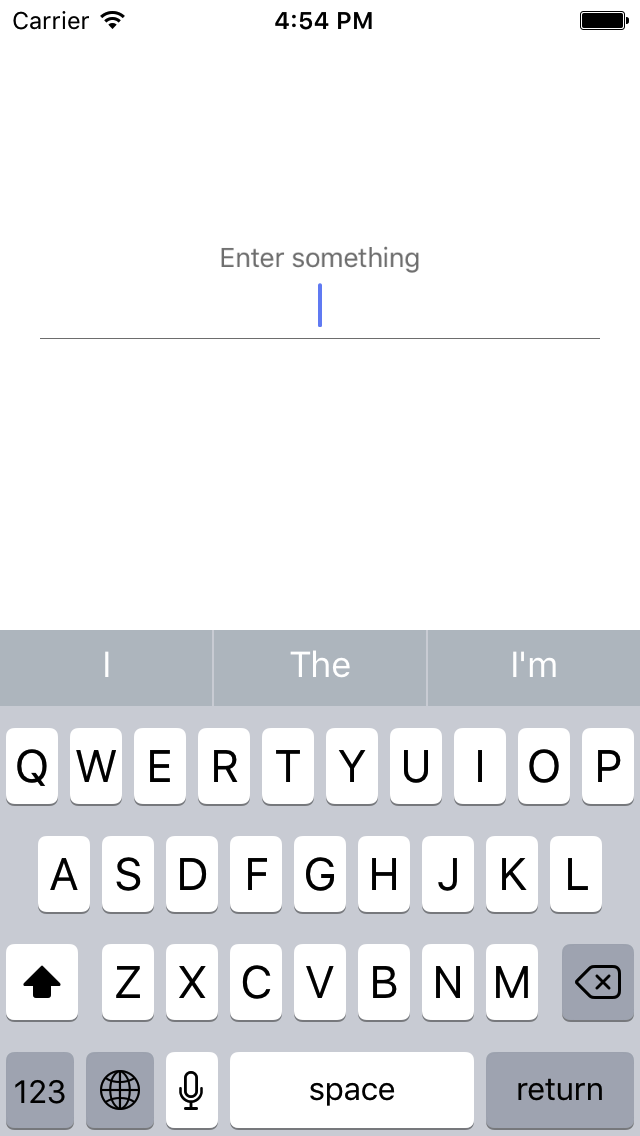 Carrier 4:54 PM
Enter something
I The I'm
Q W E R T Y U I O P
A S D F G H J K L
Z X C V B N M
123 space return